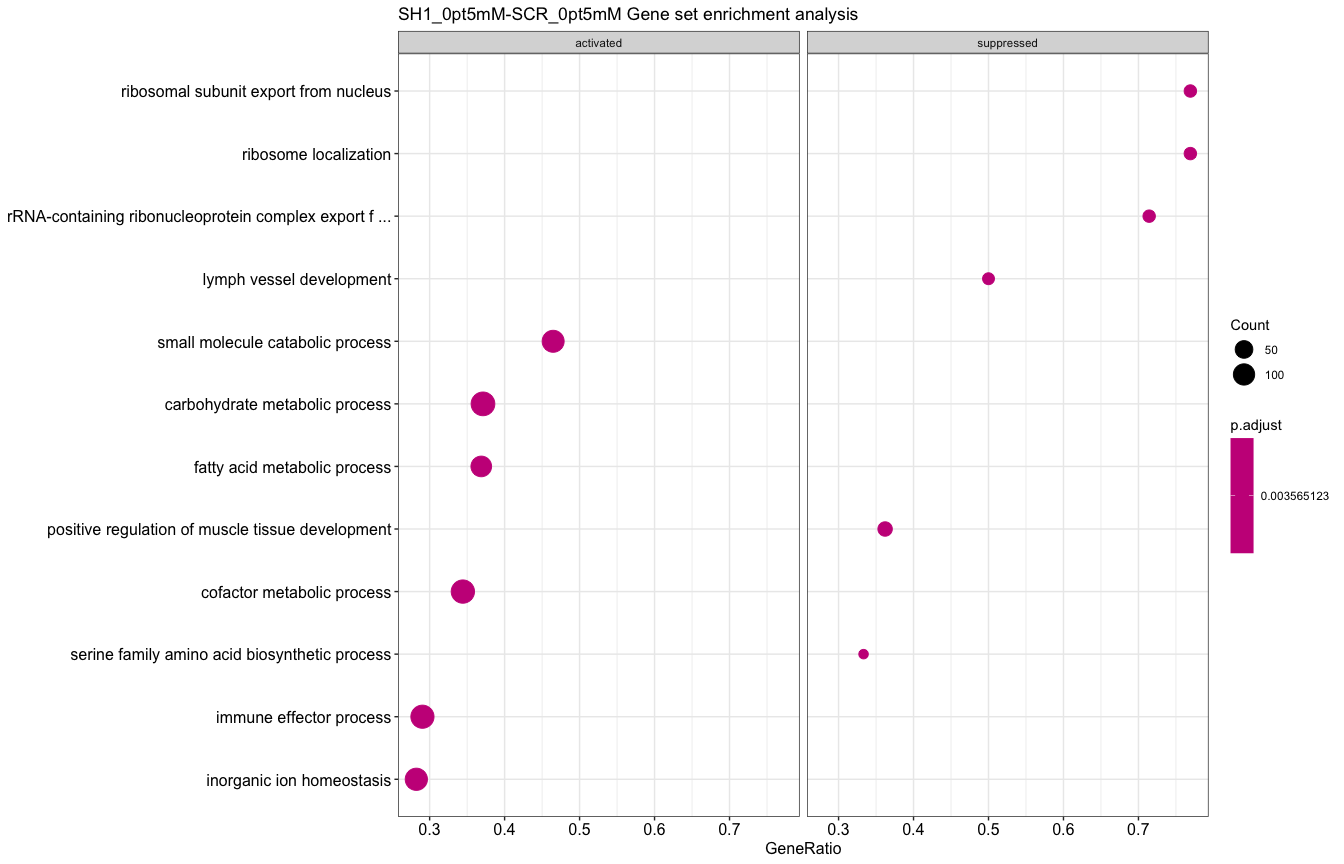 SH1_0pt5mM-SCR_0pt5mM Gene set enrichment analysis
activated
suppressed
ribosomal subunit export from nucleus
ribosome localization
rRNA-containing ribonucleoprotein complex export f ...
lymph vessel development
small molecule catabolic process
carbohydrate metabolic process
fatty acid metabolic process
positive regulation of muscle tissue development
cofactor metabolic process
serine family amino acid biosynthetic process
immune effector process
inorganic ion homeostasis
0.3 0.4 0.5 0.6 0.7
0.3 0.4 0.5 0.6 0.7
GeneRatio
Count
50
100
p.adjust
0.003565123